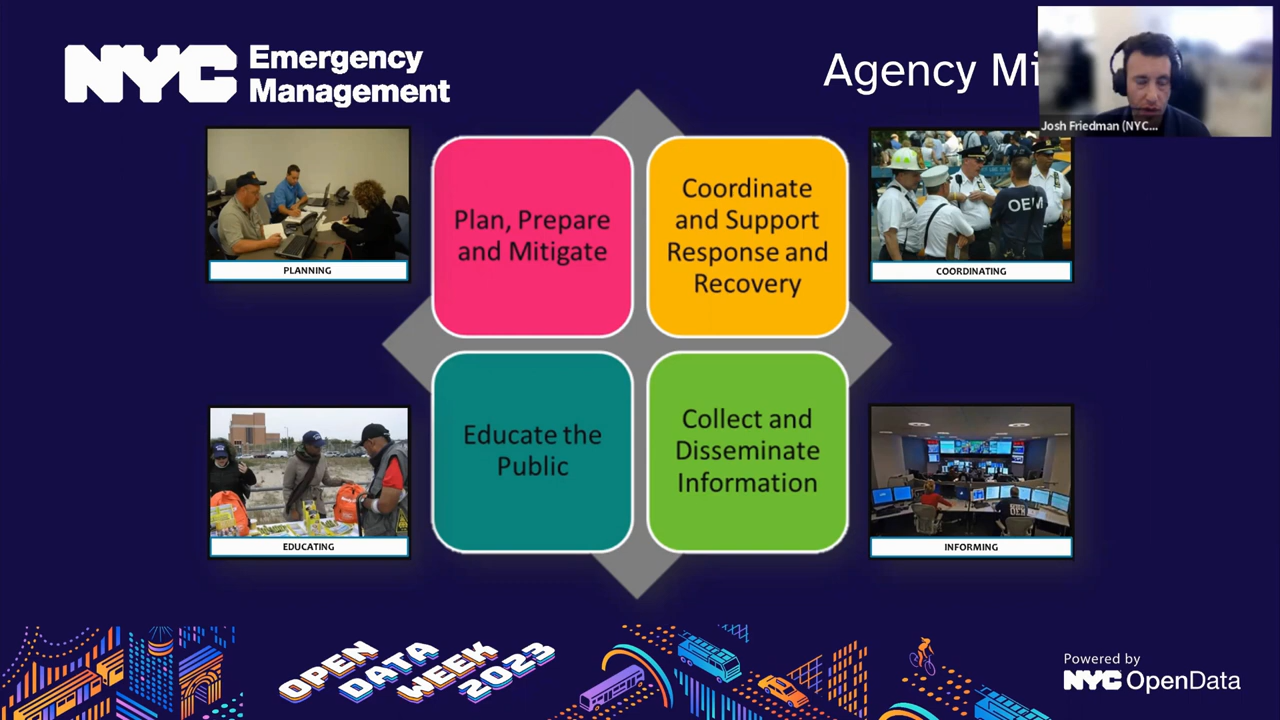 NYC Emergency
Management
Agency Mi
Josh Friedman (NYC...
Plan, Prepare
and Mitigate
Coordinate
and Support
Response and
Recovery
OEM
PLANNING
COORDINATING
Educate the
Public
Collect and
Disseminate
Information
OEM
EDUCATING
INFORMING
OPEN
DATA
WEEK
2023
Powered by
NYC OpenData